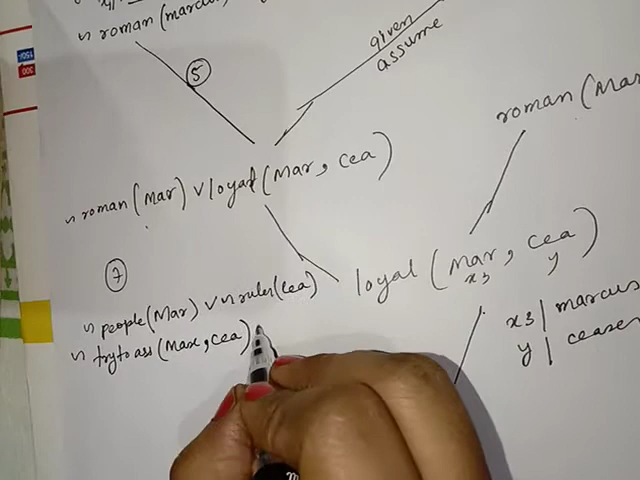 ¬ roman (marcus
given
assume
5
roman (Mar
¬ roman (Mar) ∨ loyal (Mar, Cea)
7
loyal (Mar, Cea)
x3 y
¬ people (Mar) ∨ ¬ ruler (Cea)
¬ tryto ass (Mar, Cea)
x3 | marcus
y | ceaser